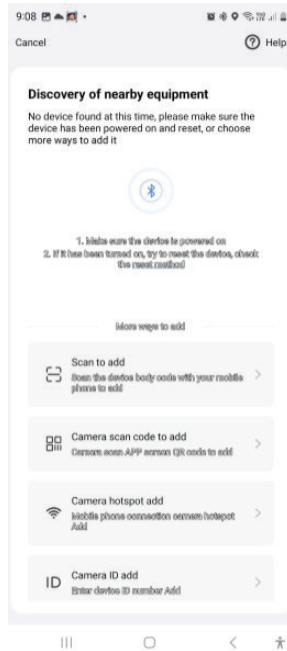 9:08
Cancel
Help
Discovery of nearby equipment
No device found at this time, please make sure the
device has been powered on and reset, or choose
more ways to add it
1. Make sure the device is powered on
2. If it has been turned on, try to reset the device, check
the reset method
More ways to add
Scan to add
Scan the device body code with your mobile
phone to add
Camera scan code to add
Camera scan APP screen QR code to add
Camera hotspot add
Mobile phone connection camera hotspot
Add
ID
Camera ID add
Enter device ID number Add